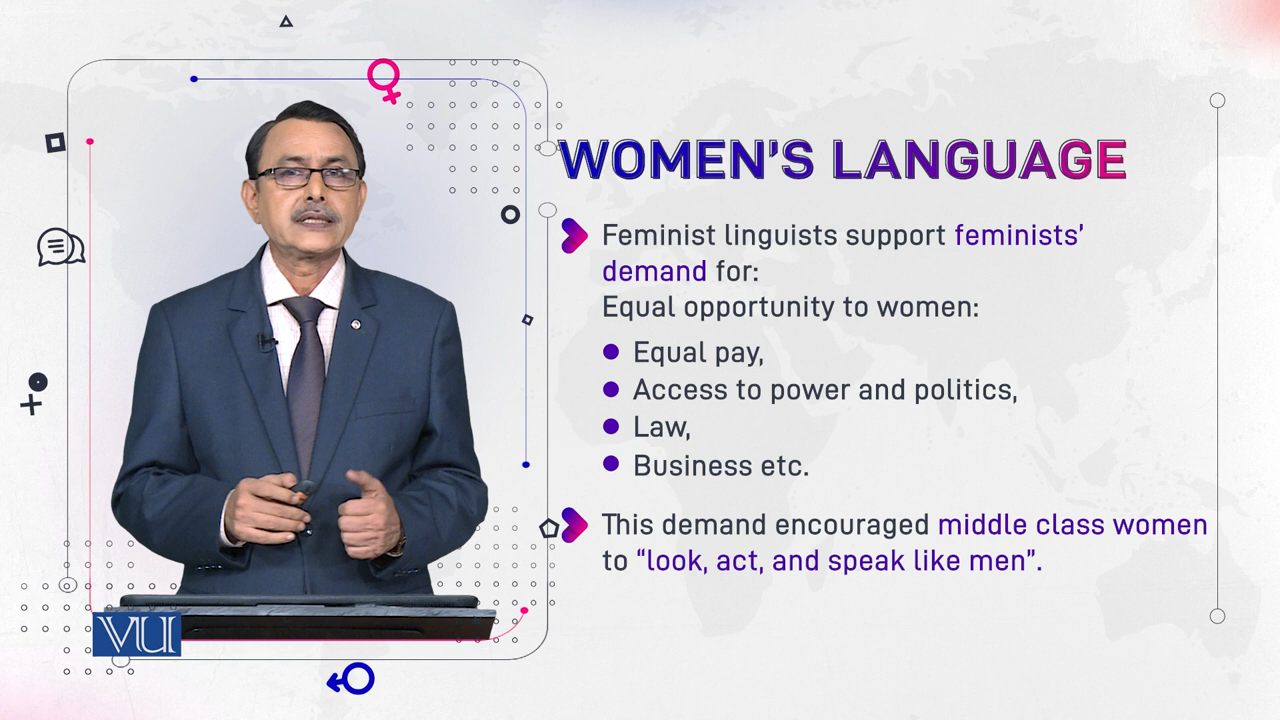 WOMEN'S LANGUAGE
Feminist linguists support feminists'
demand for:
Equal opportunity to women:
Equal pay,
Access to power and politics,
Law,
Business etc.
This demand encouraged middle class women
to “look, act, and speak like men”.
VU